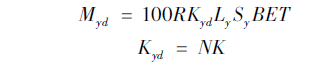 M_yd = 100RK_yd L_y S_y BET
K_yd = NK